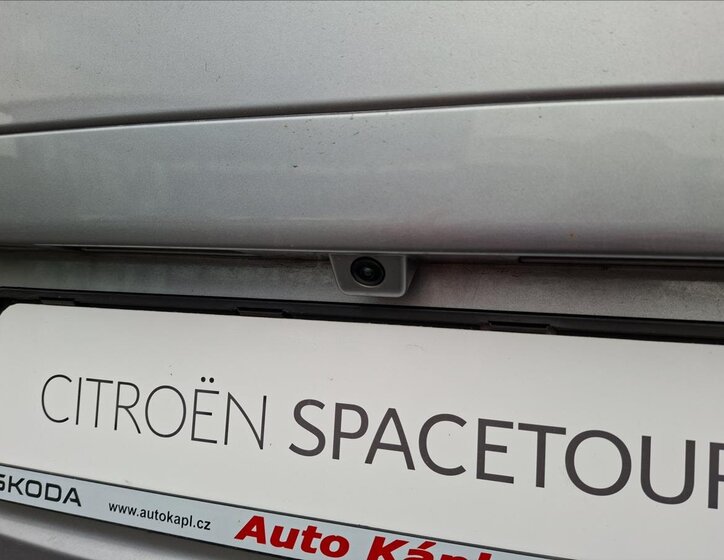 CITROËN SPACETOUR
ŠKODA www.autokapl.cz Auto